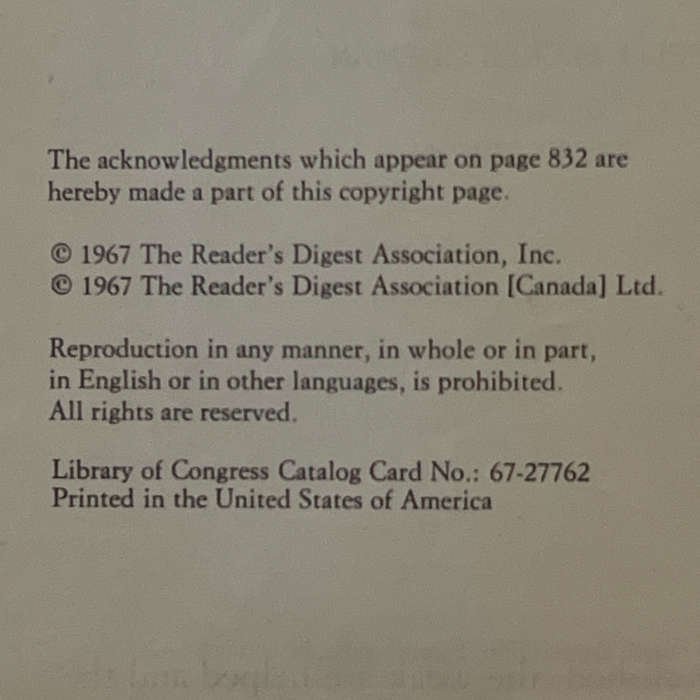 The acknowledgments which appear on page 832 are
hereby made a part of this copyright page.
© 1967 The Reader's Digest Association, Inc.
© 1967 The Reader's Digest Association [Canada] Ltd.
Reproduction in any manner, in whole or in part,
in English or in other languages, is prohibited.
All rights are reserved.
Library of Congress Catalog Card No.: 67-27762
Printed in the United States of America